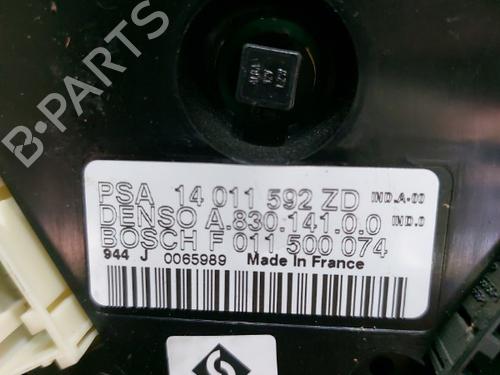 B-PARTS
PSA 14 011 592 ZD IND.A-00
DENSO A.830.141.0.0 IND.0
BOSCH F 011 500 074
944 J 0065989 Made In France